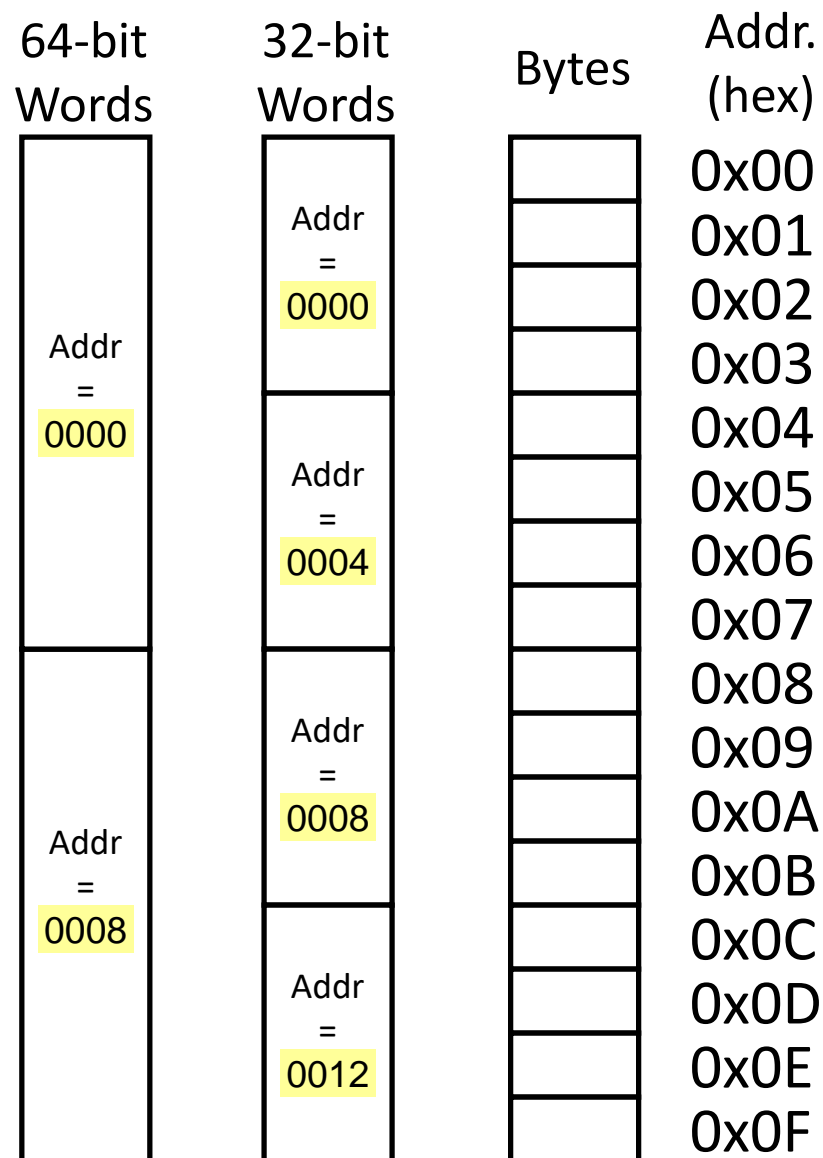 64-bit
Words
Addr
=
0000
Addr
=
0008
32-bit
Words
Addr
=
0000
Addr
=
0004
Addr
=
0008
Addr
=
0012
Bytes
Addr.
(hex)
0x00
0x01
0x02
0x03
0x04
0x05
0x06
0x07
0x08
0x09
0x0A
0x0B
0x0C
0x0D
0x0E
0x0F